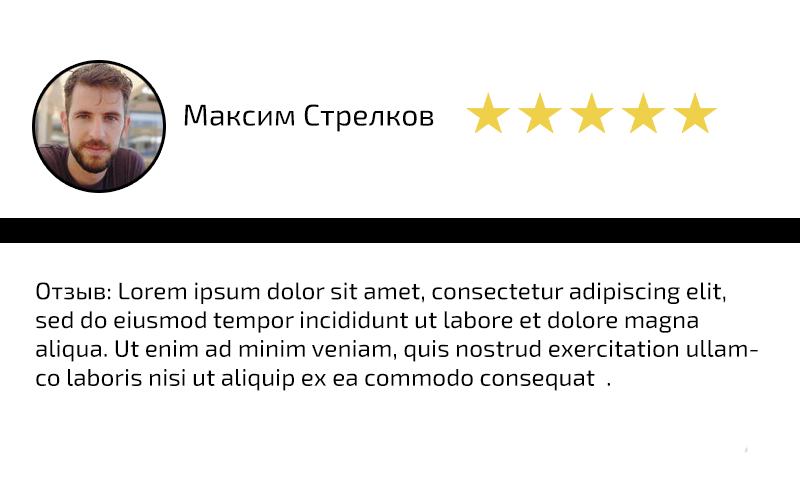 Максим Стрелков
Отзыв: Lorem ipsum dolor sit amet, consectetur adipiscing elit,
sed do eiusmod tempor incididunt ut labore et dolore magna
aliqua. Ut enim ad minim veniam, quis nostrud exercitation ullam-
co laboris nisi ut aliquip ex ea commodo consequat  .